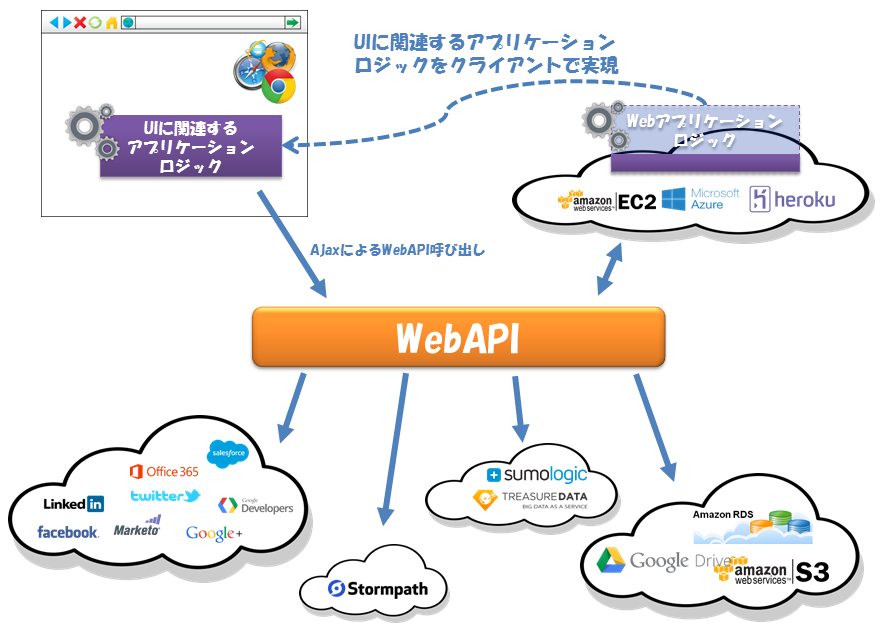 UIに関連するアプリケーション
ロジックをクライアントで実現
UIに関連する
アプリケーション
ロジック
Webアプリケーション
ロジック
amazon
web services™
EC2
Microsoft
Azure
heroku
AjaxによるWebAPI呼び出し
WebAPI
salesforce
Office 365
twitter
Linked in
Google
Developers
facebook
Marketo
Google+
sumologic
TREASURE DATA
BIG DATA AS A SERVICE
Stormpath
Amazon RDS
Google Drive
amazon
web services™
S3